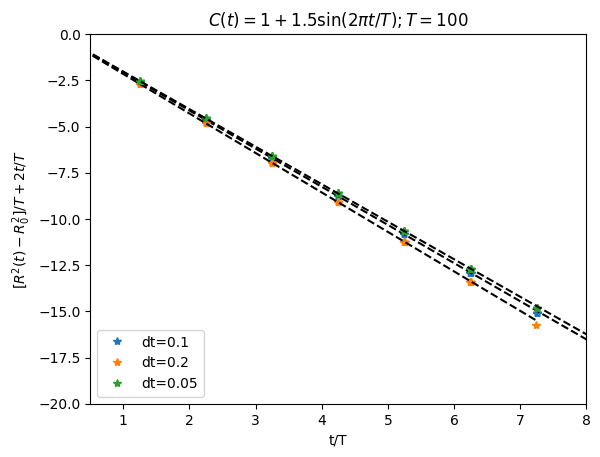 C(t) = 1 + 1.5sin(2πt/T); T = 100
[R²(t) − R₀²]/T + 2t/T
0.0
−2.5
−5.0
−7.5
−10.0
−12.5
−15.0
−17.5
−20.0
dt=0.1
dt=0.2
dt=0.05
1 2 3 4 5 6 7 8
t/T